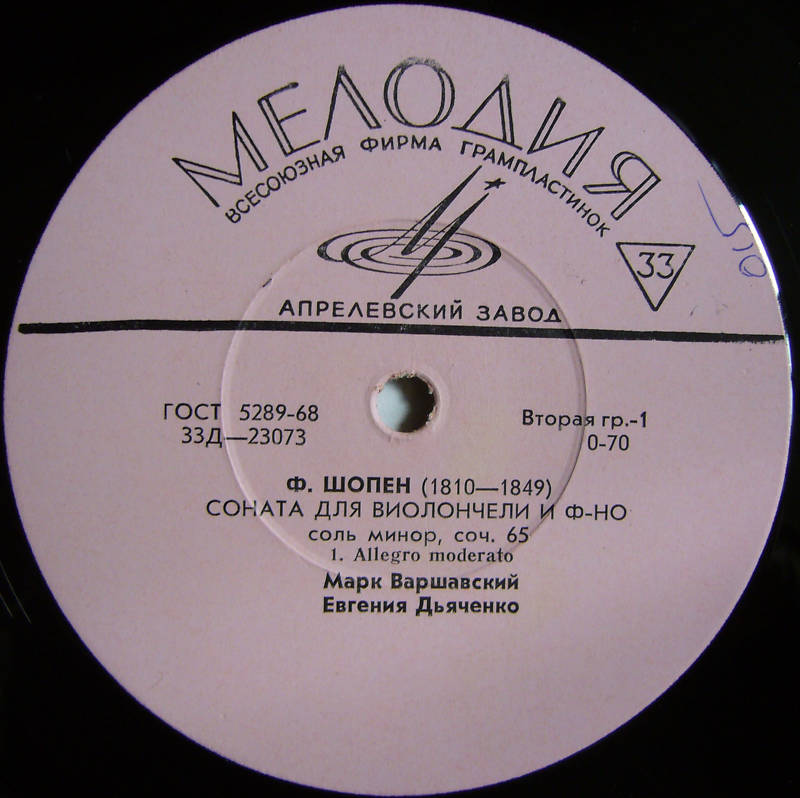 МЕЛОДИЯ
ВСЕСОЮЗНАЯ ФИРМА ГРАМПЛАСТИНОК
33
АПРЕЛЕВСКИЙ ЗАВОД
ГОСТ 5289-68
33Д—23073
Вторая гр.-1
0-70
Ф. ШОПЕН (1810—1849)
СОНАТА ДЛЯ ВИОЛОНЧЕЛИ И Ф-НО
соль минор, соч. 65
1. Allegro moderato
Марк Варшавский
Евгения Дьяченко